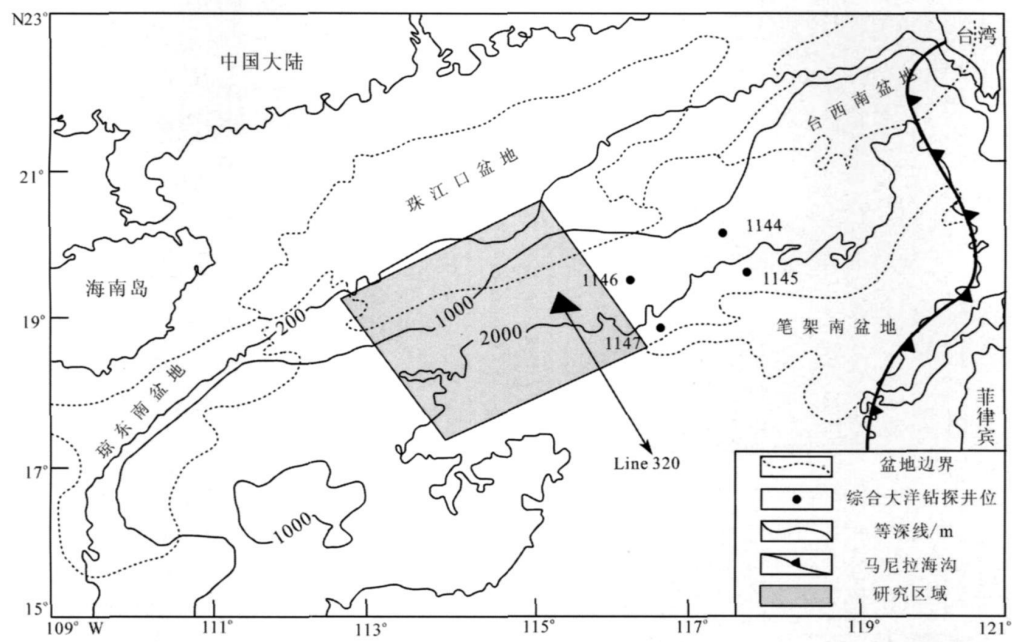 N23°
中国大陆
台湾
台西南盆地
21°
珠江口盆地
1144
海南岛
1146
1145
200
1000
19°
2000
1147
笔架南盆地
琼东南盆地
菲律宾
Line 320
17°
1000
盆地边界
综合大洋钻探井位
等深线/m
马尼拉海沟
研究区域
15°
109° W
111°
113°
115°
117°
119°
121°